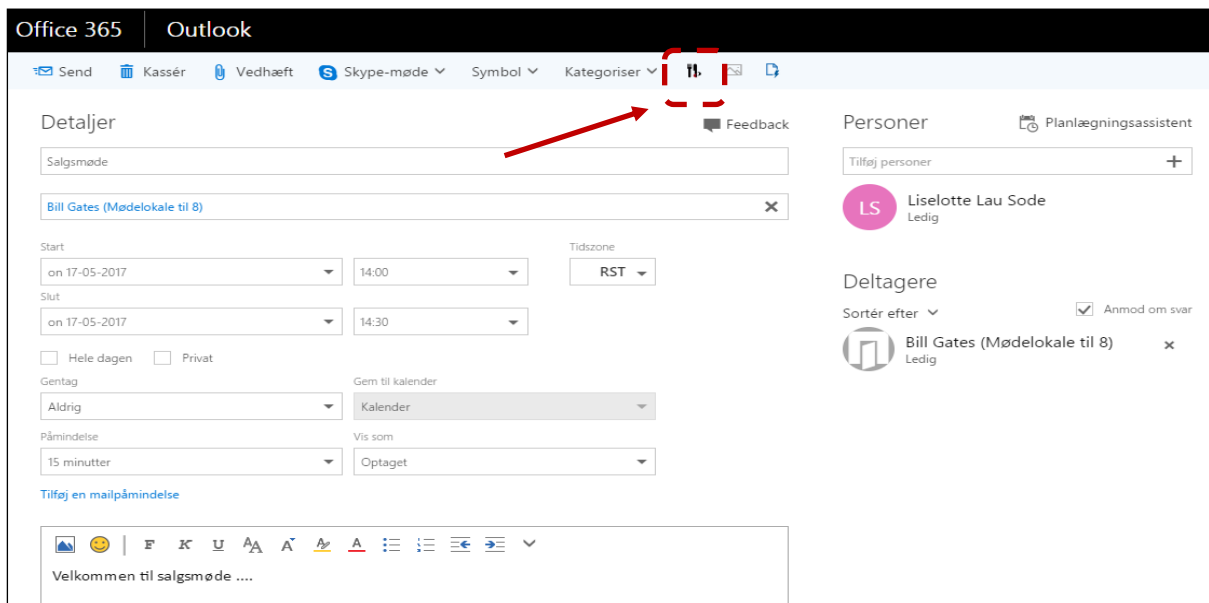 Office 365 Outlook
Send Kassér Vedhæft Skype-møde Symbol Kategoriser
Detaljer
Feedback
Salgsmøde
Bill Gates (Mødelokale til 8)
Start
Tidszone
on 17-05-2017 14:00 RST
Slut
on 17-05-2017 14:30
Hele dagen Privat
Gentag Gem til kalender
Aldrig Kalender
Påmindelse Vis som
15 minutter Optaget
Tilføj en mailpåmindelse
F K U AA A A A
Velkommen til salgsmøde ....
Personer Planlægningsassistent
Tilføj personer
LS Liselotte Lau Sode
Ledig
Deltagere
Sortér efter Anmod om svar
Bill Gates (Mødelokale til 8)
Ledig